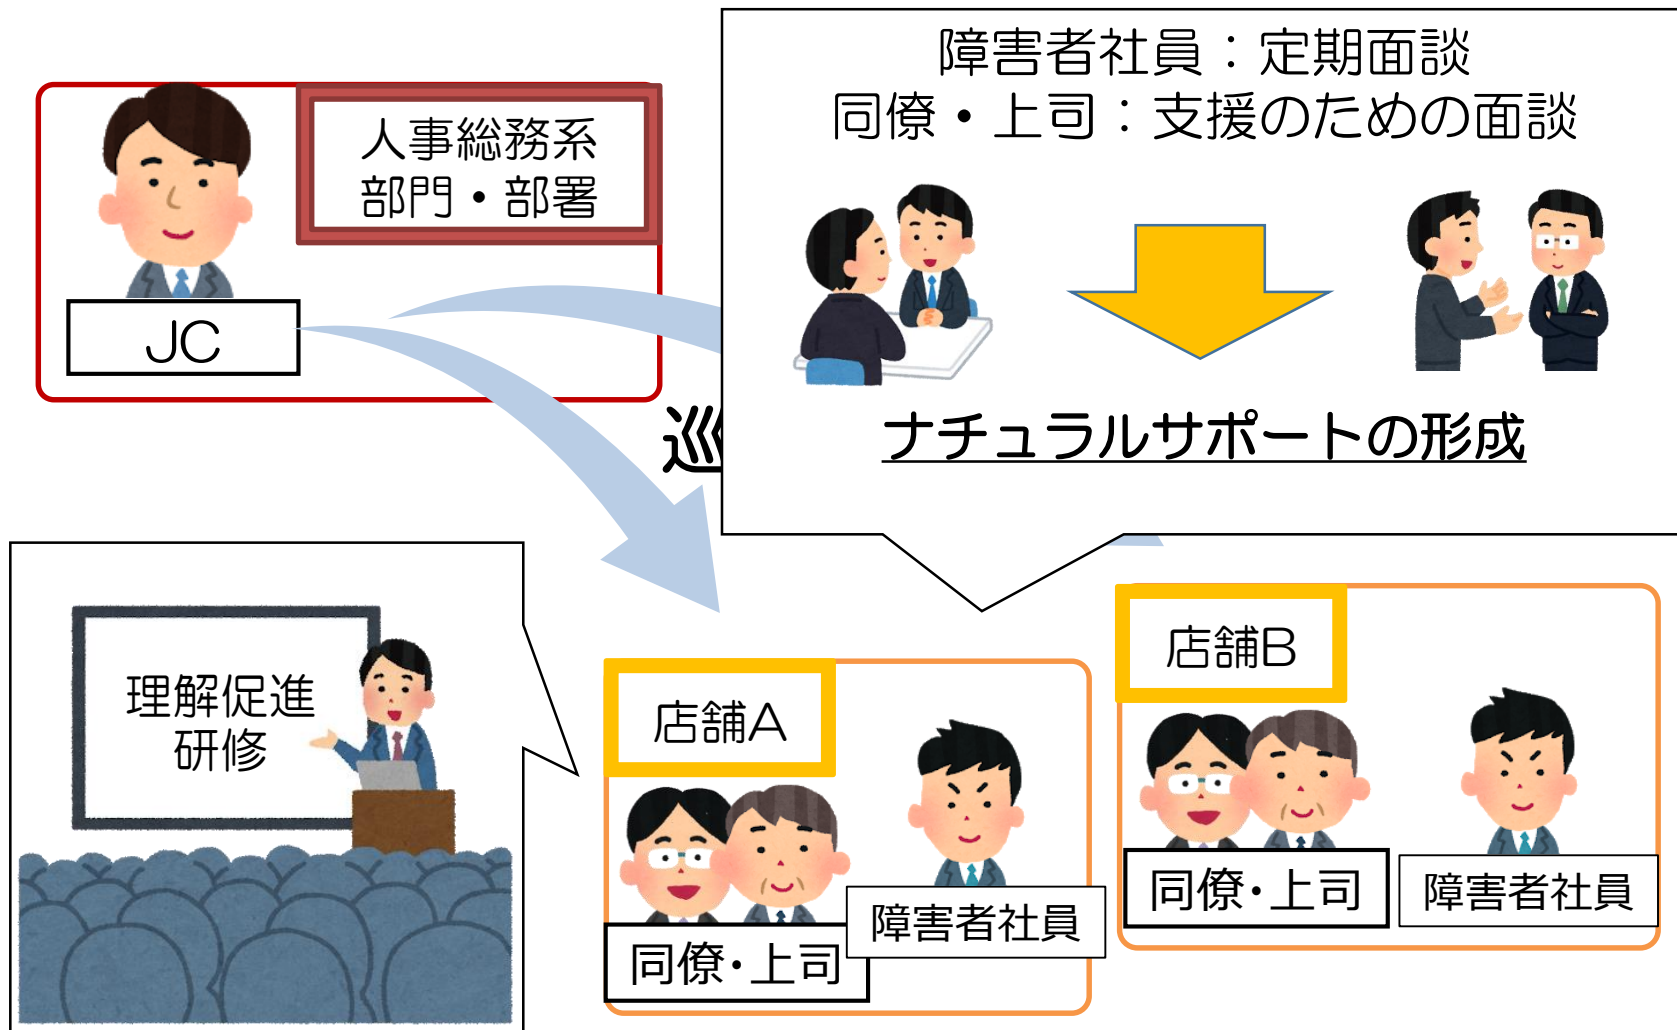 障害者社員：定期面談
同僚・上司：支援のための面談
人事総務系
部門・部署
JC
巡
ナチュラルサポートの形成
理解促進
研修
店舗A
同僚･上司
障害者社員
店舗B
同僚･上司
障害者社員